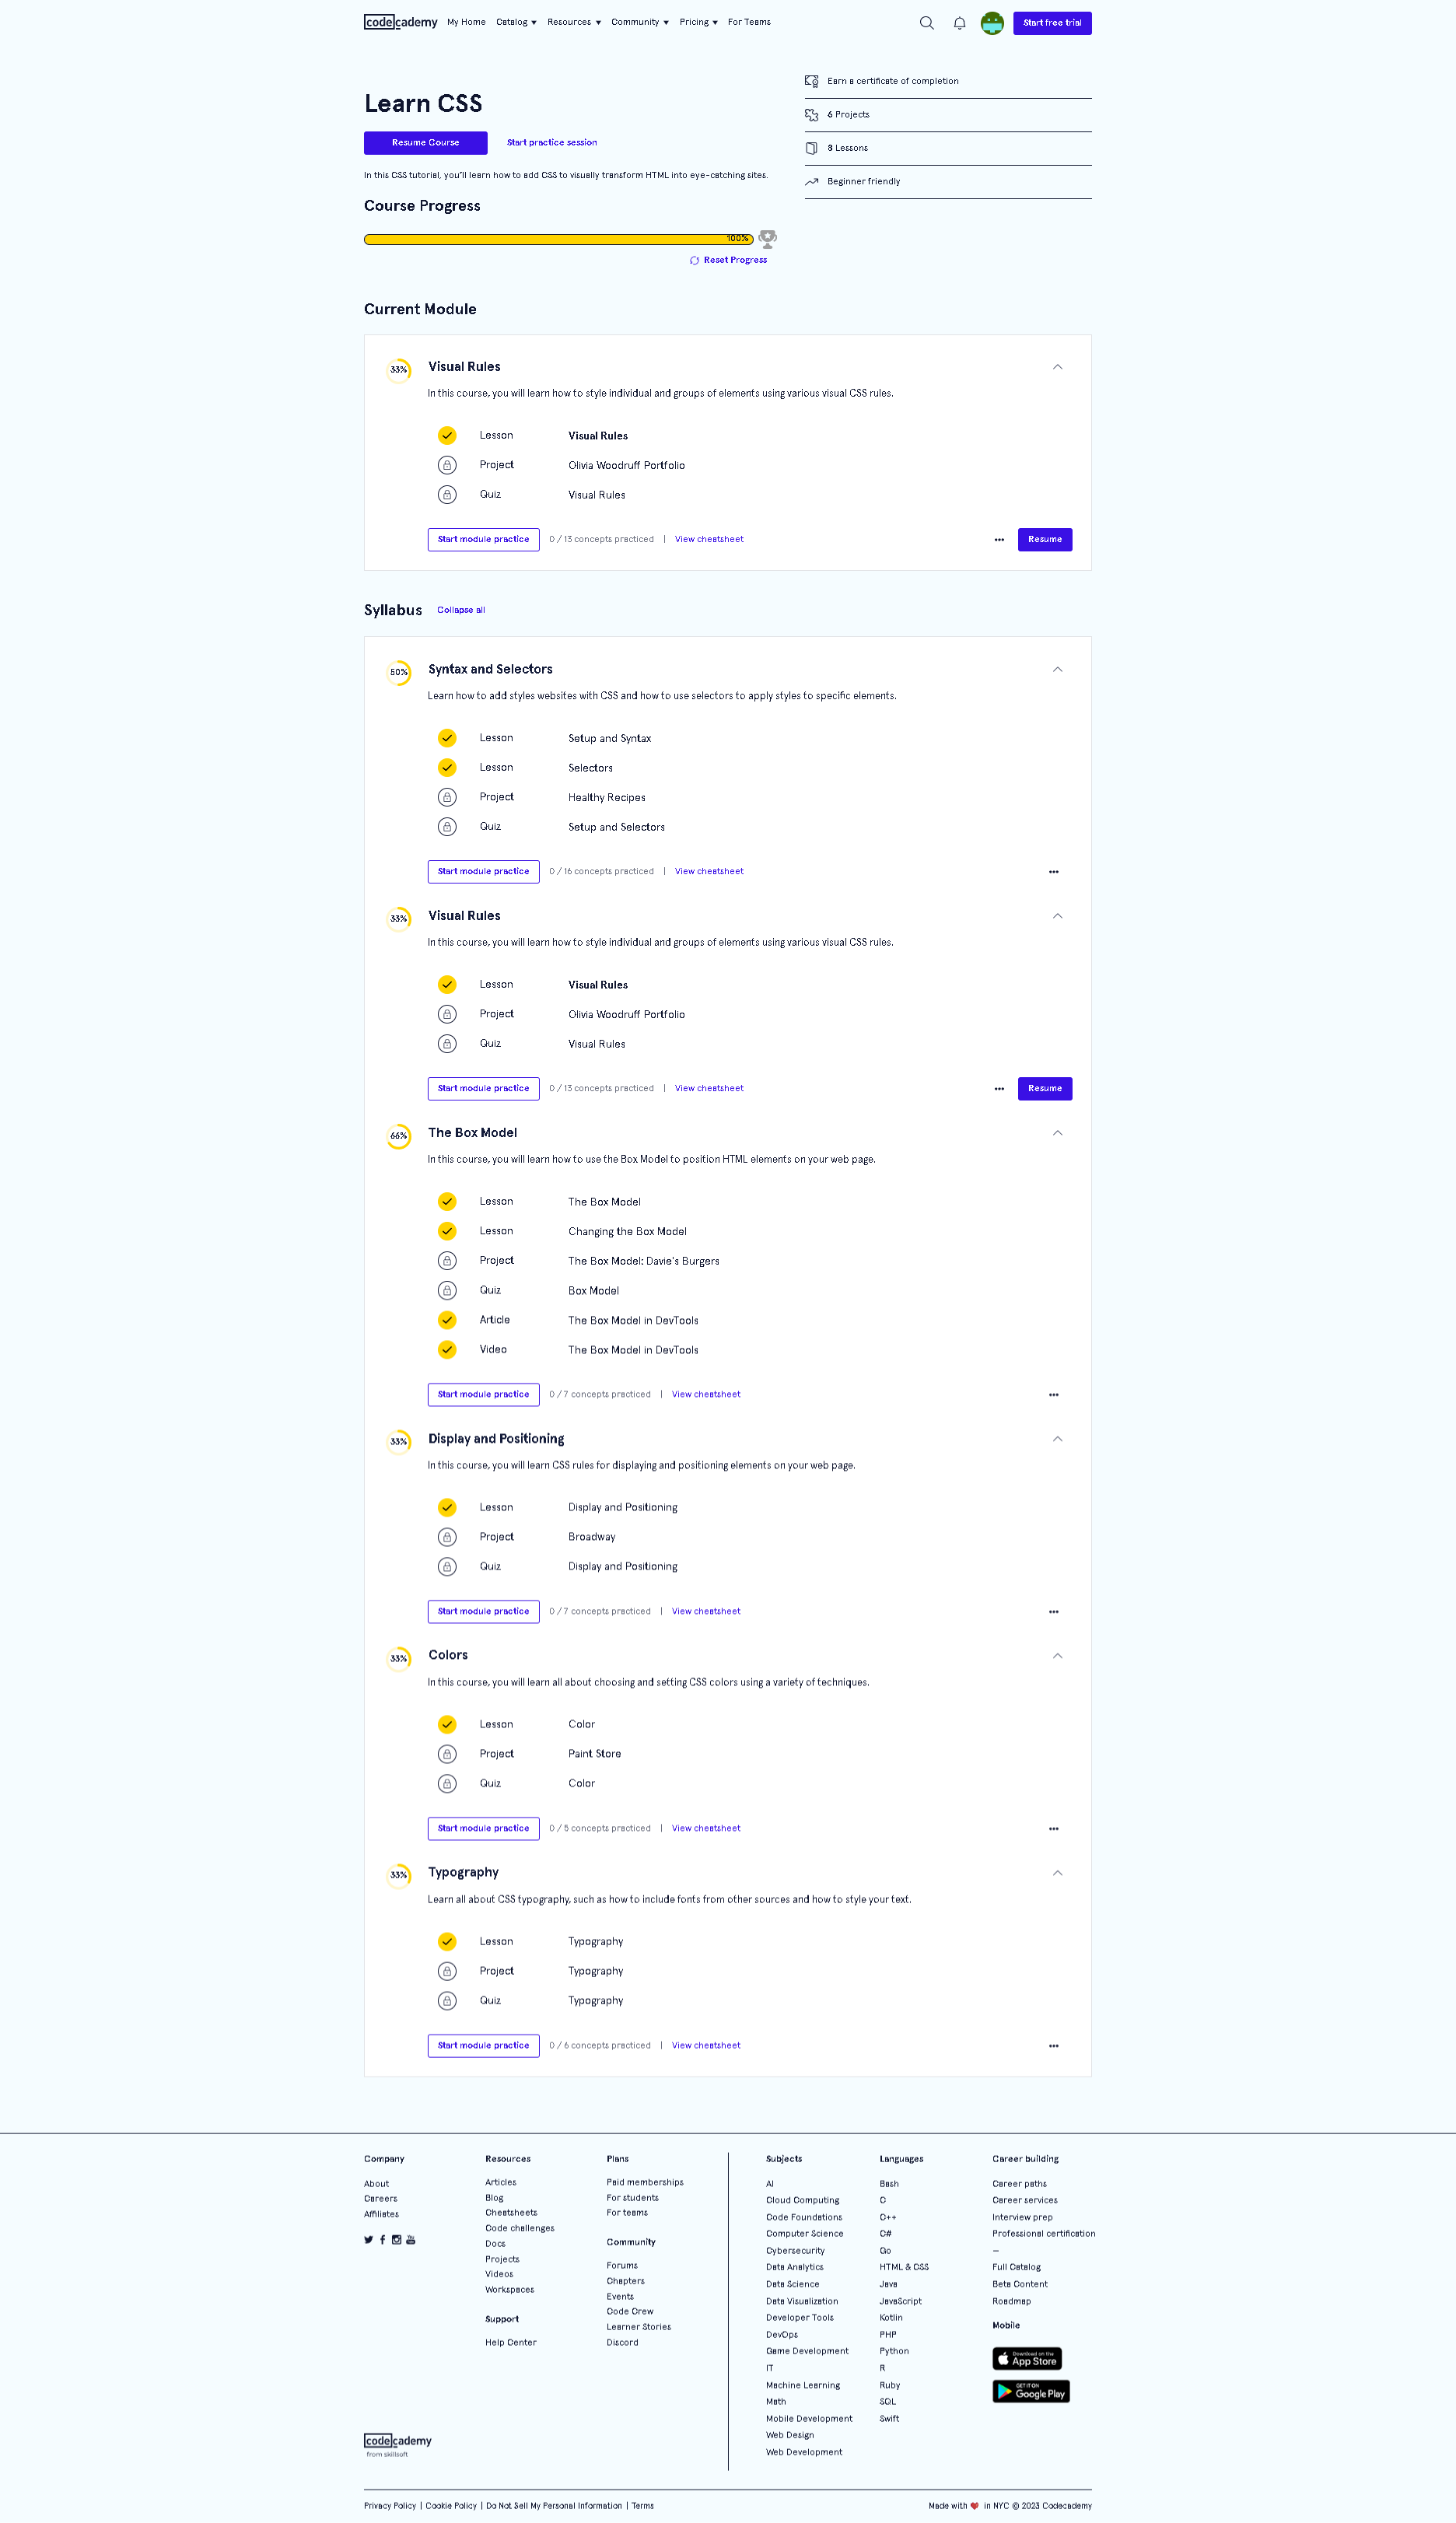 codecademy My Home Catalog Resources Community Pricing For Teams Start free trial
Learn CSS
Resume Course Start practice session
In this CSS tutorial, you'll learn how to add CSS to visually transform HTML into eye-catching sites.
Earn a certificate of completion
6 Projects
8 Lessons
Beginner friendly
Course Progress
100%
Reset Progress
Current Module
33% Visual Rules
In this course, you will learn how to style individual and groups of elements using various visual CSS rules.
Lesson Visual Rules
Project Olivia Woodruff Portfolio
Quiz Visual Rules
Start module practice 0 / 13 concepts practiced | View cheatsheet ••• Resume
Syllabus Collapse all
50% Syntax and Selectors
Learn how to add styles websites with CSS and how to use selectors to apply styles to specific elements.
Lesson Setup and Syntax
Lesson Selectors
Project Healthy Recipes
Quiz Setup and Selectors
Start module practice 0 / 16 concepts practiced | View cheatsheet •••
33% Visual Rules
In this course, you will learn how to style individual and groups of elements using various visual CSS rules.
Lesson Visual Rules
Project Olivia Woodruff Portfolio
Quiz Visual Rules
Start module practice 0 / 13 concepts practiced | View cheatsheet ••• Resume
66% The Box Model
In this course, you will learn how to use the Box Model to position HTML elements on your web page.
Lesson The Box Model
Lesson Changing the Box Model
Project The Box Model: Davie's Burgers
Quiz Box Model
Article The Box Model in DevTools
Video The Box Model in DevTools
Start module practice 0 / 7 concepts practiced | View cheatsheet •••
33% Display and Positioning
In this course, you will learn CSS rules for displaying and positioning elements on your web page.
Lesson Display and Positioning
Project Broadway
Quiz Display and Positioning
Start module practice 0 / 7 concepts practiced | View cheatsheet •••
33% Colors
In this course, you will learn all about choosing and setting CSS colors using a variety of techniques.
Lesson Color
Project Paint Store
Quiz Color
Start module practice 0 / 5 concepts practiced | View cheatsheet •••
33% Typography
Learn all about CSS typography, such as how to include fonts from other sources and how to style your text.
Lesson Typography
Project Typography
Quiz Typography
Start module practice 0 / 6 concepts practiced | View cheatsheet •••
Company
About
Careers
Affiliates
Resources
Articles
Blog
Cheatsheets
Code challenges
Docs
Projects
Videos
Workspaces
Support
Help Center
Plans
Paid memberships
For students
For teams
Community
Forums
Chapters
Events
Code Crew
Learner Stories
Discord
Subjects
AI
Cloud Computing
Code Foundations
Computer Science
Cybersecurity
Data Analytics
Data Science
Data Visualization
Developer Tools
DevOps
Game Development
IT
Machine Learning
Math
Mobile Development
Web Design
Web Development
Languages
Bash
C
C++
C#
Go
HTML & CSS
Java
JavaScript
Kotlin
PHP
Python
R
Ruby
SQL
Swift
Career building
Career paths
Career services
Interview prep
Professional certification
—
Full Catalog
Beta Content
Roadmap
Mobile
Download on the
App Store
GET IT ON
Google Play
codecademy
from skillsoft
Privacy Policy | Cookie Policy | Do Not Sell My Personal Information | Terms
Made with ❤ in NYC © 2023 Codecademy